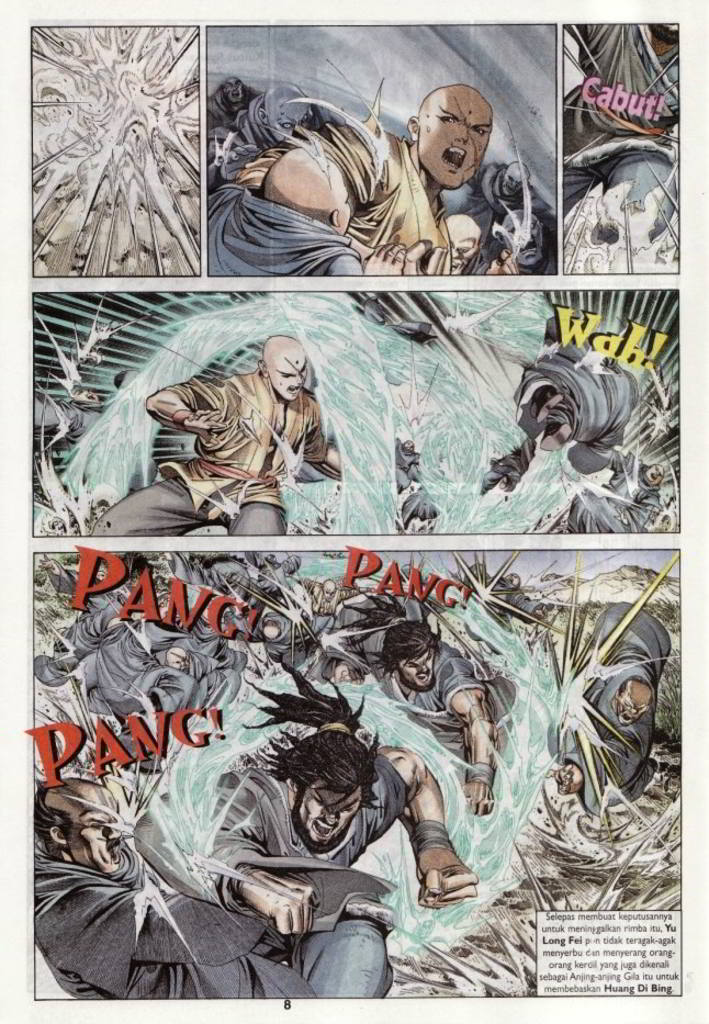 Cabut!
Wah!
PANG!
PANG!
PANG!
Selepas membuat keputusannya
untuk meninggalkan rimba itu, Yu
Long Fei pun tidak teragak-agak
menyerbu dan menyerang orang-
orang kerdil yang juga dikenali
sebagai Anjing-anjing Gila itu untuk
membebaskan Huang Di Bing.
8